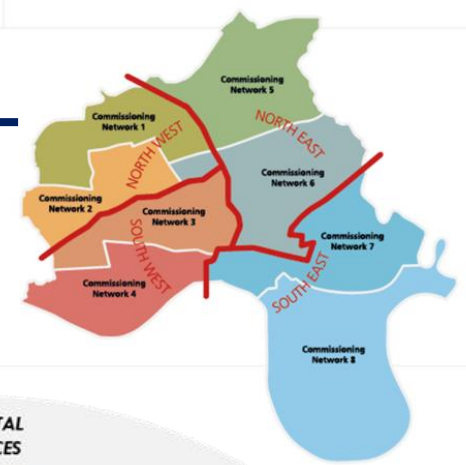 Commissioning
Network 5
Commissioning
Network 1
NORTH WEST
NORTH EAST
Commissioning
Network 6
Commissioning
Network 2
Commissioning
Network 3
SOUTH WEST
Commissioning
Network 7
Commissioning
Network 4
SOUTH EAST
Commissioning
Network 8
TAL
CES